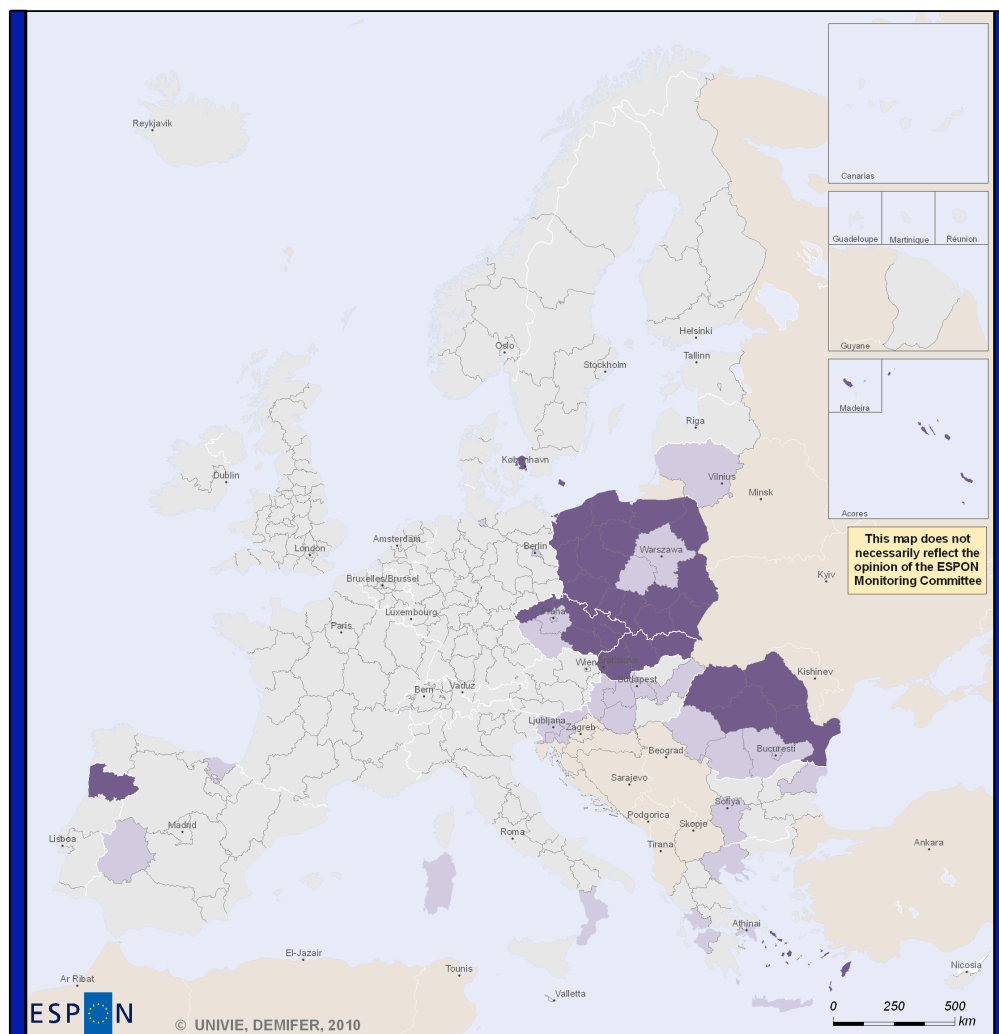 Reykjavik
Canarias
Guadeloupe
Martinique
Réunion
Guyane
Madeira
Acores
This map does not
necessarily reflect the
opinion of the ESPON
Monitoring Committee
Oslo
Helsinki
Tallinn
Stockholm
Riga
København
Dublin
Vilnius
Minsk
London
Amsterdam
Berlin
Warszawa
Kyiv
Bruxelles/Brussel
Luxembourg
Paris
Wien
Budapest
Kishinev
Bern
Vaduz
Ljubljana
Zagreb
Beograd
Bucuresti
Sarajevo
Sofiya
Podgorica
Skopje
Lisboa
Madrid
Roma
Tirana
Ankara
Athinai
El-Jazair
Tounis
Ar Ribat
Valletta
Nicosia
0 250 500
km
ESPON
© UNIVIE, DEMIFER, 2010